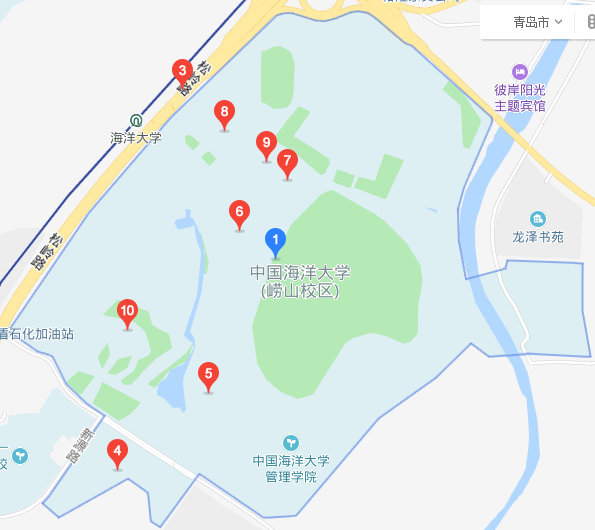 青岛市
3
松岭路
彼岸阳光
主题宾馆
8
海洋大学
9
7
6
松岭路
1
龙泽书苑
中国海洋大学
(崂山校区)
10
盾石化加油站
5
新源路
4
中国海洋大学
管理学院
校